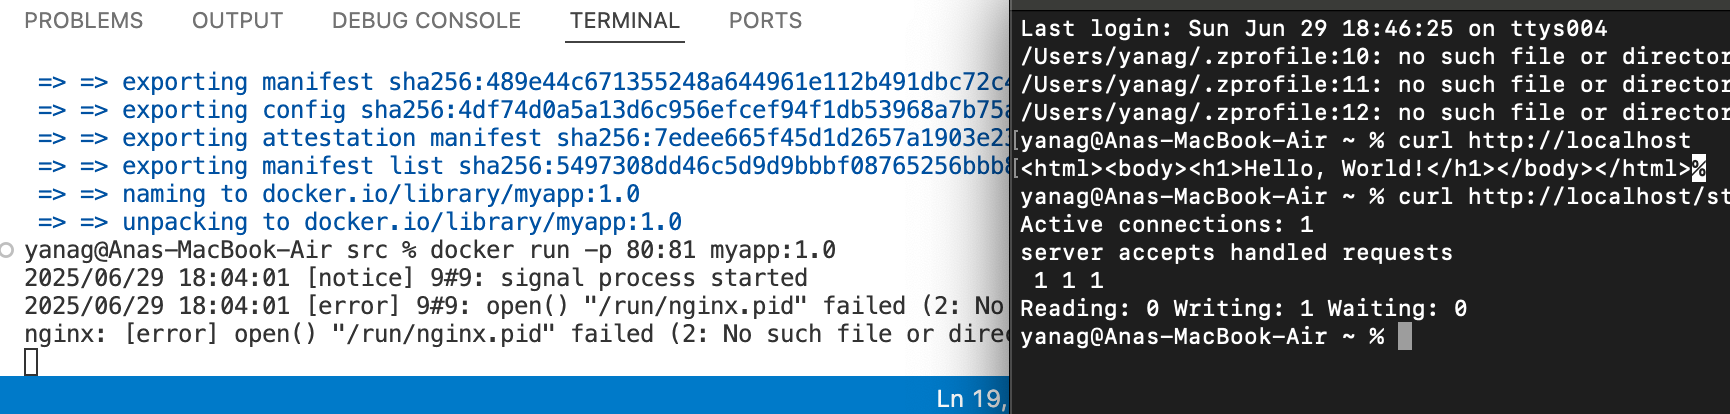 PROBLEMS OUTPUT DEBUG CONSOLE TERMINAL PORTS
=> => exporting manifest sha256:489e44c671355248a644961e112b491dbc72c4
=> => exporting config sha256:4df74d0a5a13d6c956efcef94f1db53968a7b75a
=> => exporting attestation manifest sha256:7edee665f45d1d2657a1903e23
=> => exporting manifest list sha256:5497308dd46c5d9d9bbbf08765256bbb8
=> => naming to docker.io/library/myapp:1.0
=> => unpacking to docker.io/library/myapp:1.0
yanag@Anas-MacBook-Air src % docker run -p 80:81 myapp:1.0
2025/06/29 18:04:01 [notice] 9#9: signal process started
2025/06/29 18:04:01 [error] 9#9: open() "/run/nginx.pid" failed (2: No
nginx: [error] open() "/run/nginx.pid" failed (2: No such file or direc
Ln 19,
Last login: Sun Jun 29 18:46:25 on ttys004
/Users/yanag/.zprofile:10: no such file or director
/Users/yanag/.zprofile:11: no such file or director
/Users/yanag/.zprofile:12: no such file or director
[yanag@Anas-MacBook-Air ~ % curl http://localhost
[<html><body><h1>Hello, World!</h1></body></html>%
yanag@Anas-MacBook-Air ~ % curl http://localhost/st
Active connections: 1
server accepts handled requests
1 1 1
Reading: 0 Writing: 1 Waiting: 0
yanag@Anas-MacBook-Air ~ %